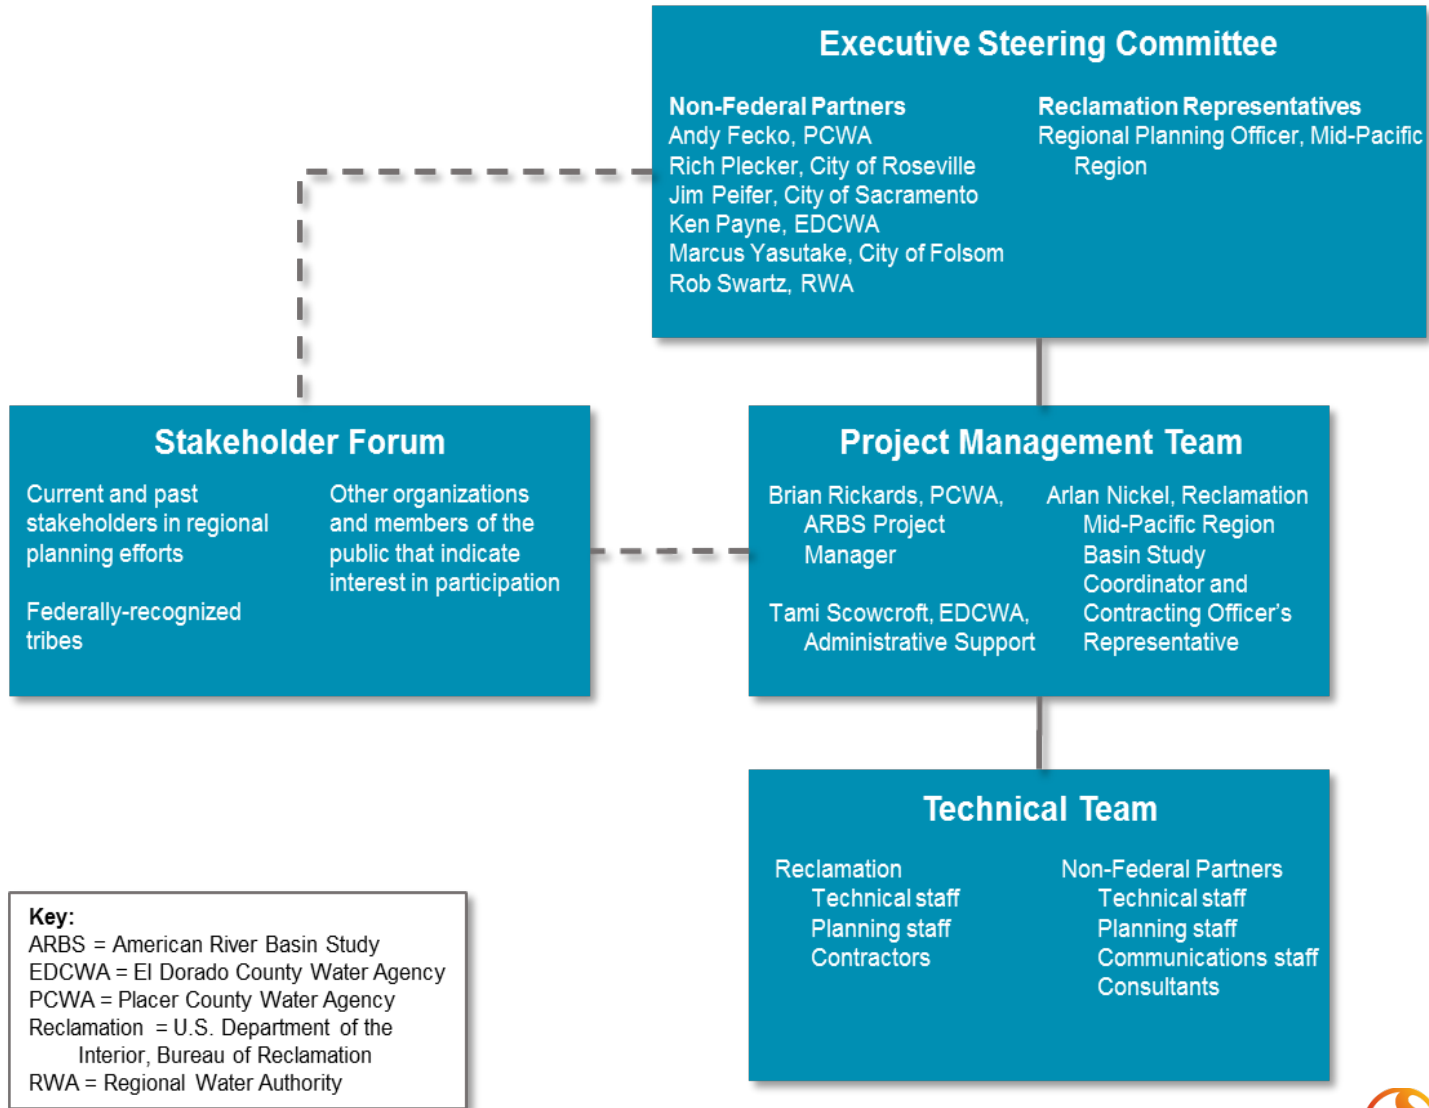 Executive Steering Committee
Non-Federal Partners
Andy Fecko, PCWA
Rich Plecker, City of Roseville
Jim Peifer, City of Sacramento
Ken Payne, EDCWA
Marcus Yasutake, City of Folsom
Rob Swartz, RWA
Reclamation Representatives
Regional Planning Officer, Mid-Pacific
Region
Stakeholder Forum
Current and past
stakeholders in regional
planning efforts
Federally-recognized
tribes
Other organizations
and members of the
public that indicate
interest in participation
Project Management Team
Brian Rickards, PCWA,
ARBS Project
Manager
Tami Scowcroft, EDCWA,
Administrative Support
Arlan Nickel, Reclamation
Mid-Pacific Region
Basin Study
Coordinator and
Contracting Officer’s
Representative
Technical Team
Reclamation
Technical staff
Planning staff
Contractors
Non-Federal Partners
Technical staff
Planning staff
Communications staff
Consultants
Key:
ARBS = American River Basin Study
EDCWA = El Dorado County Water Agency
PCWA = Placer County Water Agency
Reclamation = U.S. Department of the
Interior, Bureau of Reclamation
RWA = Regional Water Authority